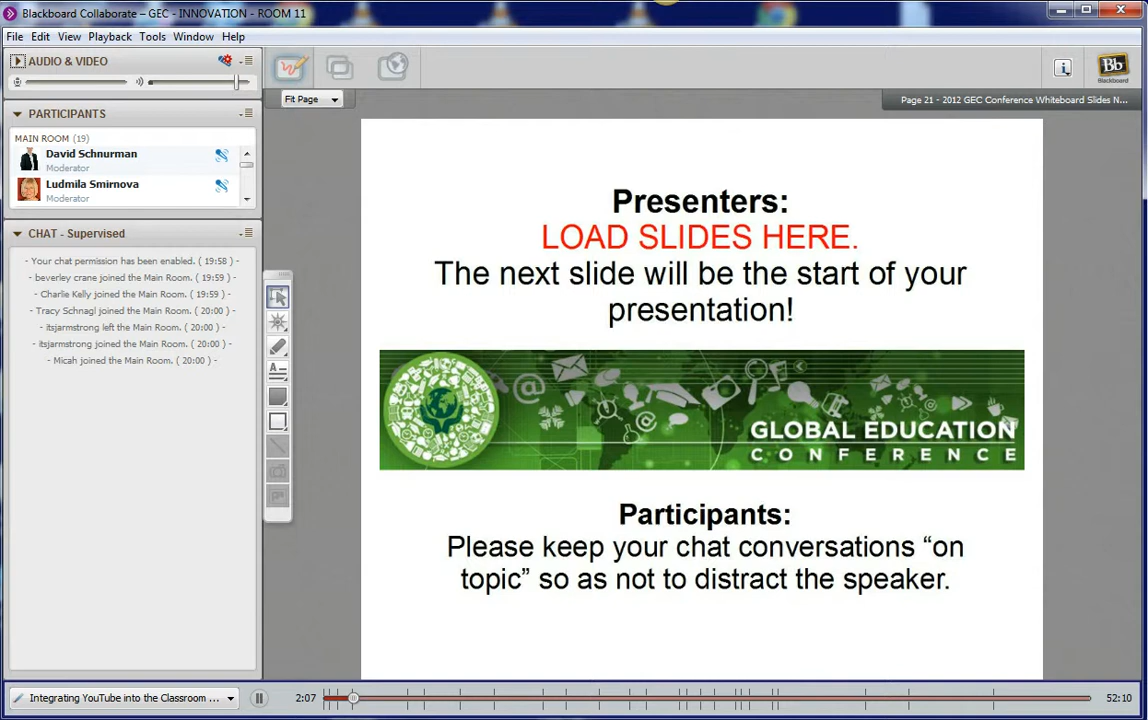 Blackboard Collaborate – GEC - INNOVATION - ROOM 11
File Edit View Playback Tools Window Help
AUDIO & VIDEO
PARTICIPANTS
MAIN ROOM (19)
David Schnurman
Moderator
Ludmila Smirnova
Moderator
CHAT - Supervised
- Your chat permission has been enabled. ( 19:58 ) -
- beverley crane joined the Main Room. ( 19:59 ) -
- Charlie Kelly joined the Main Room. ( 19:59 ) -
- Tracy Schnagl joined the Main Room. ( 20:00 ) -
- itsjarmstrong left the Main Room. ( 20:00 ) -
- itsjarmstrong joined the Main Room. ( 20:00 ) -
- Micah joined the Main Room. ( 20:00 ) -
Bb
Blackboard
Fit Page
Page 21 - 2012 GEC Conference Whiteboard Slides N...
Presenters:
LOAD SLIDES HERE.
The next slide will be the start of your
presentation!
GLOBAL EDUCATION
CONFERENCE
Participants:
Please keep your chat conversations “on
topic” so as not to distract the speaker.
Integrating YouTube into the Classroom ...
2:07
52:10